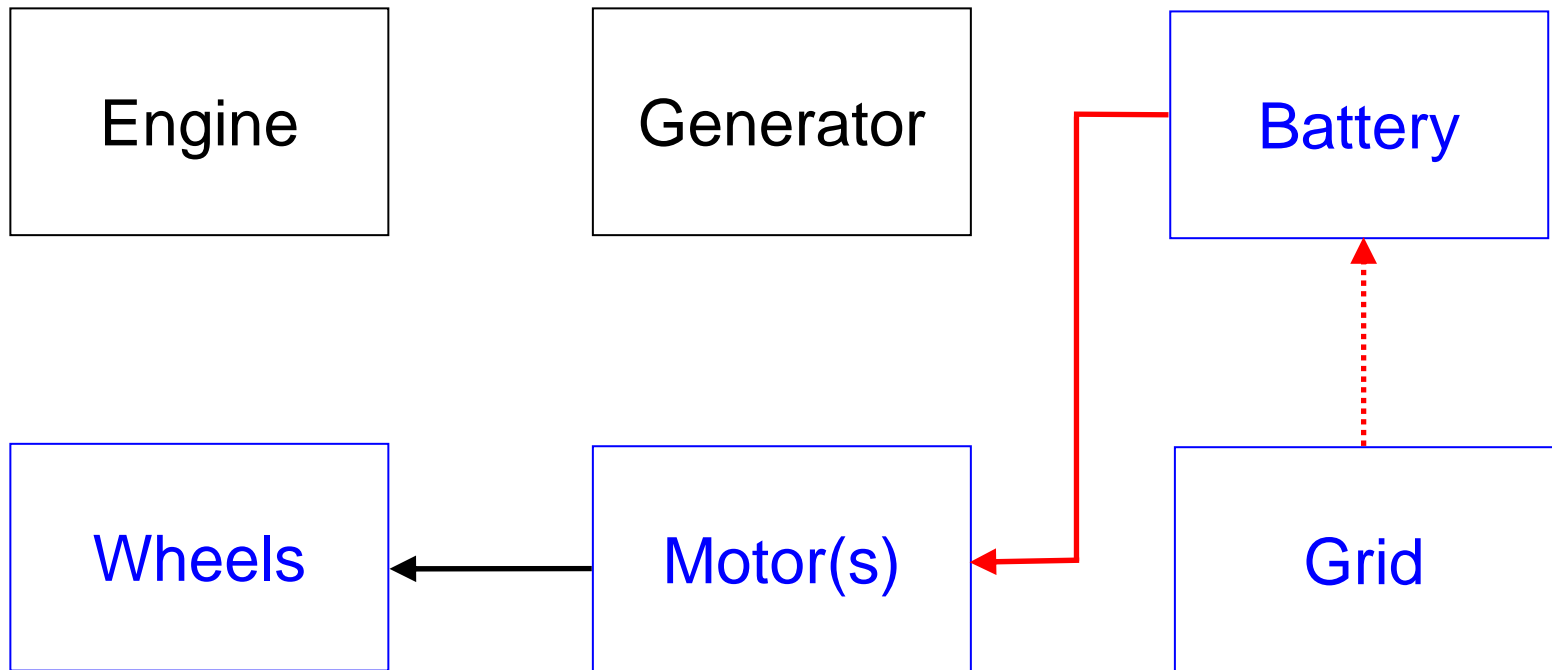 Engine
Generator
Battery
Wheels
Motor(s)
Grid